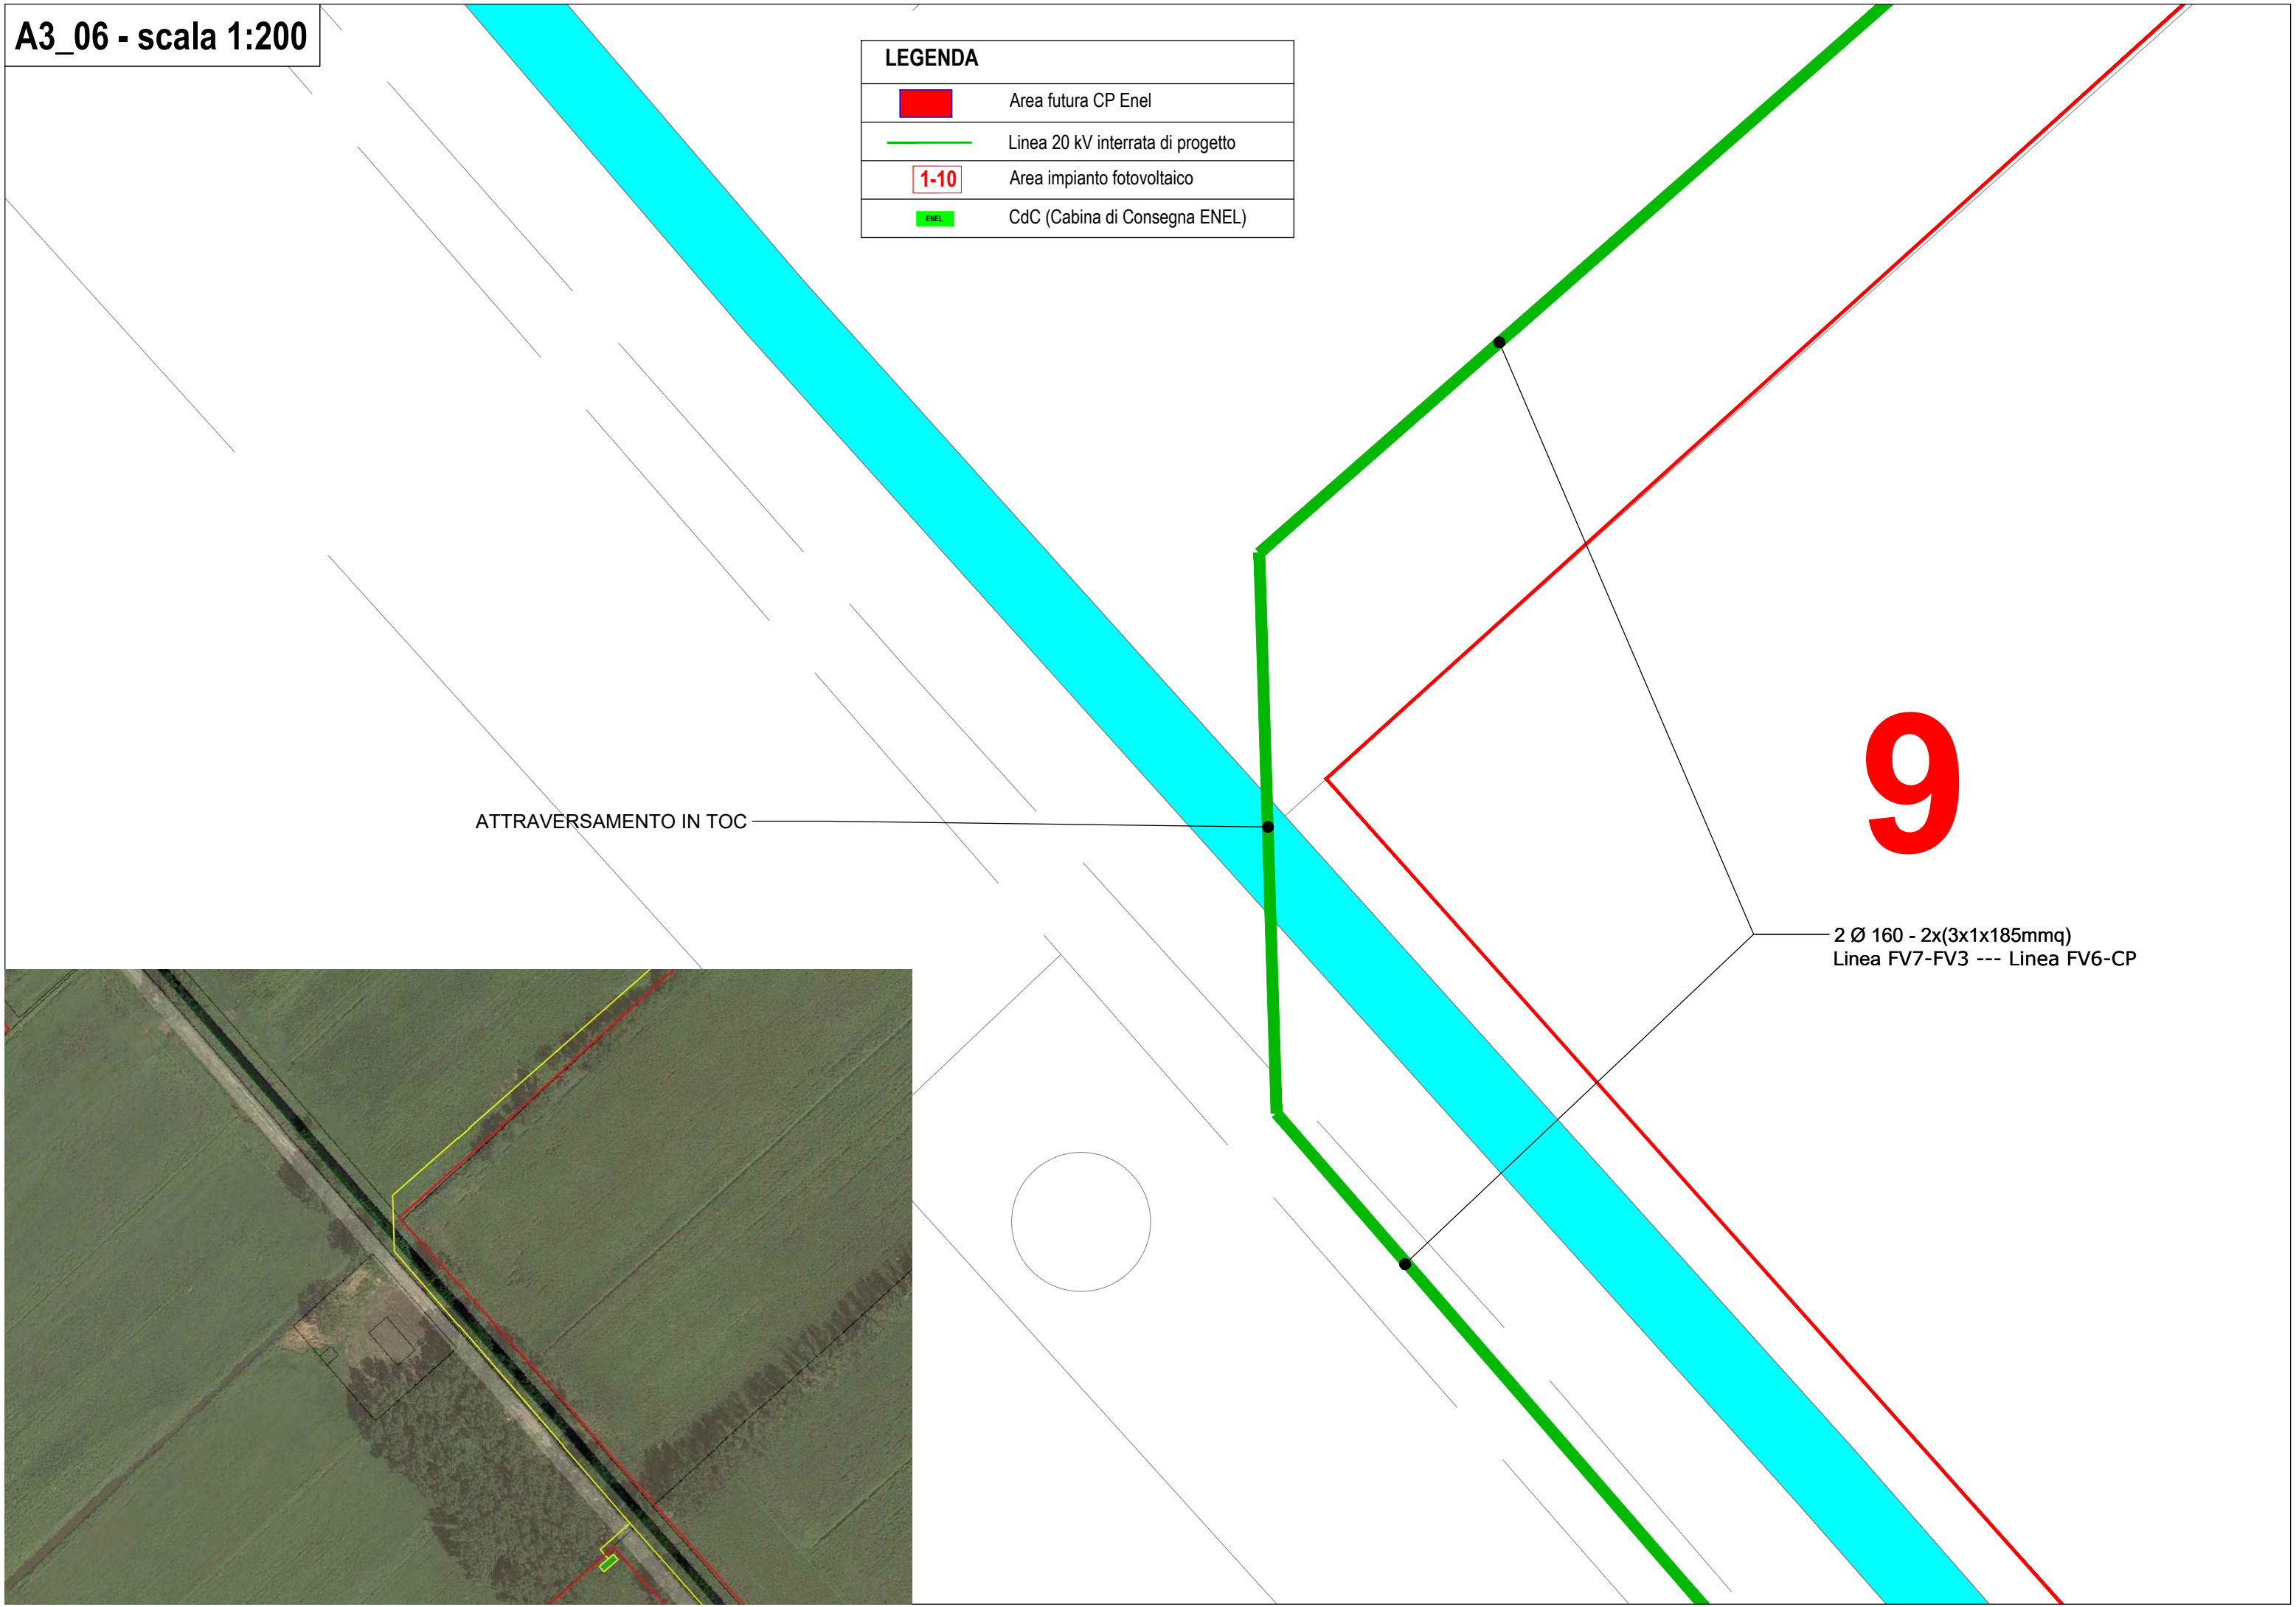 A3_06 - scala 1:200
LEGENDA
Area futura CP Enel
Linea 20 kV interrata di progetto
1-10
Area impianto fotovoltaico
ENEL
CdC (Cabina di Consegna ENEL)
9
ATTRAVERSAMENTO IN TOC
2 Ø 160 - 2x(3x1x185mmq)
Linea FV7-FV3 --- Linea FV6-CP